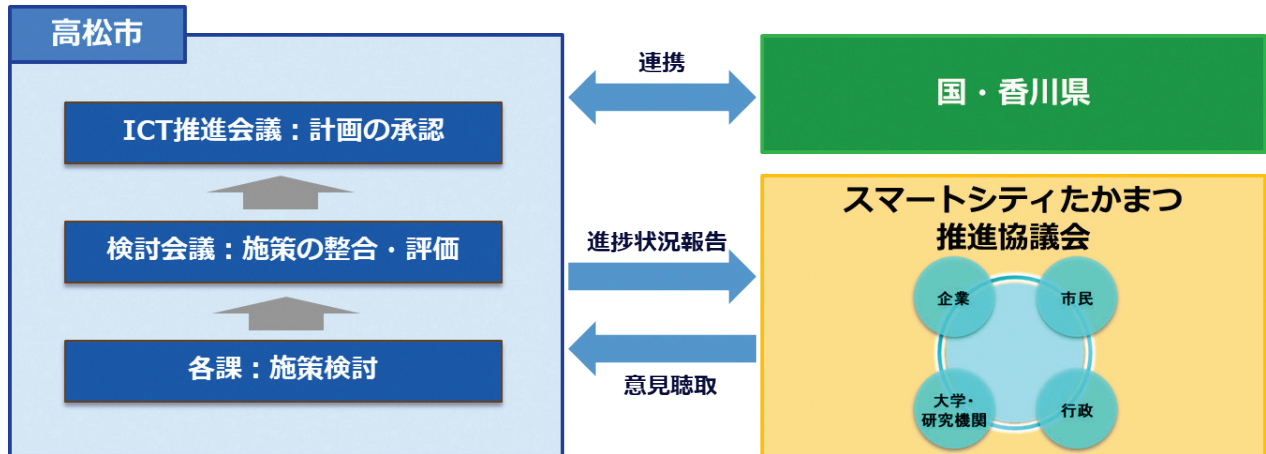 高松市
ICT推進会議：計画の承認
検討会議：施策の整合・評価
各課：施策検討
連携
進捗状況報告
意見聴取
国・香川県
スマートシティたかまつ
推進協議会
企業
市民
大学・
研究機関
行政